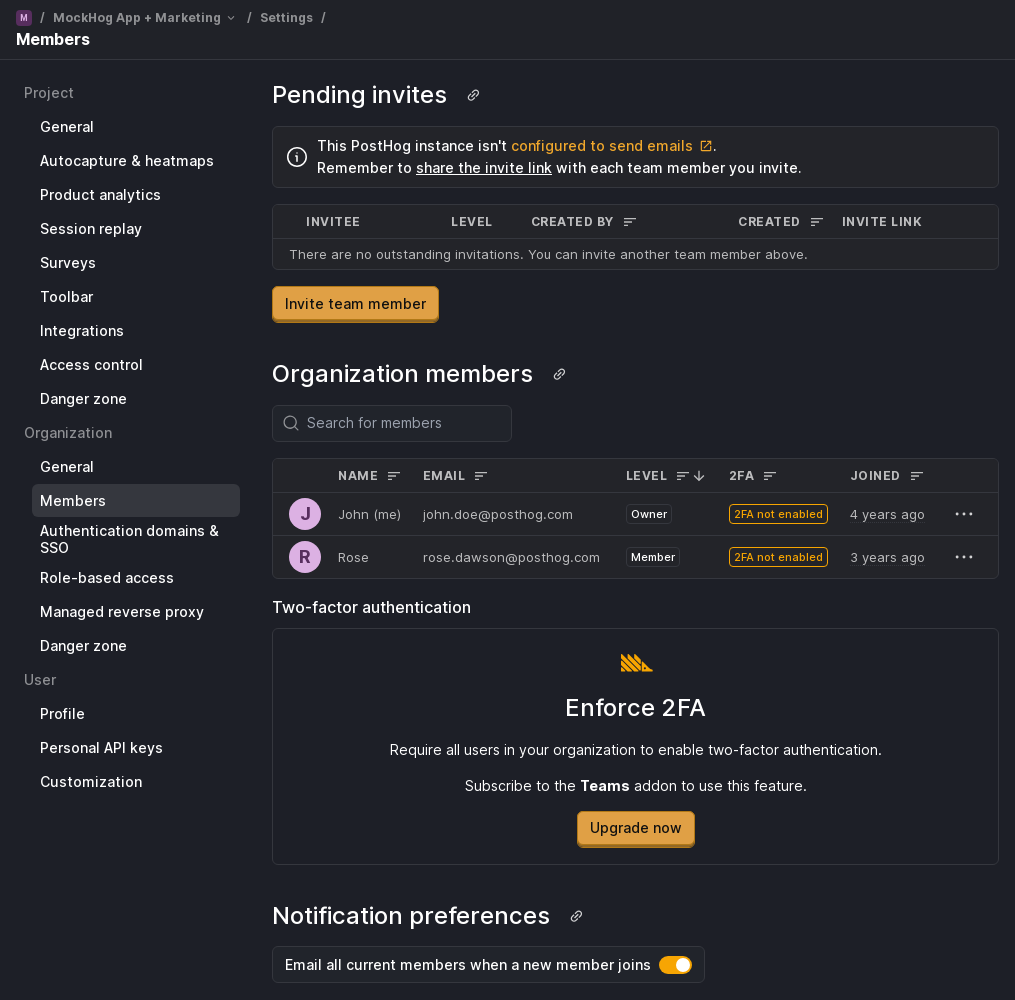 M / MockHog App + Marketing / Settings /
Members
Project
General
Autocapture & heatmaps
Product analytics
Session replay
Surveys
Toolbar
Integrations
Access control
Danger zone
Organization
General
Members
Authentication domains &
SSO
Role-based access
Managed reverse proxy
Danger zone
User
Profile
Personal API keys
Customization
Pending invites
This PostHog instance isn't configured to send emails.
Remember to share the invite link with each team member you invite.
INVITEE LEVEL CREATED BY CREATED INVITE LINK
There are no outstanding invitations. You can invite another team member above.
Invite team member
Organization members
Search for members
NAME EMAIL LEVEL 2FA JOINED
J John (me) john.doe@posthog.com Owner 2FA not enabled 4 years ago
R Rose rose.dawson@posthog.com Member 2FA not enabled 3 years ago
Two-factor authentication
Enforce 2FA
Require all users in your organization to enable two-factor authentication.
Subscribe to the Teams addon to use this feature.
Upgrade now
Notification preferences
Email all current members when a new member joins